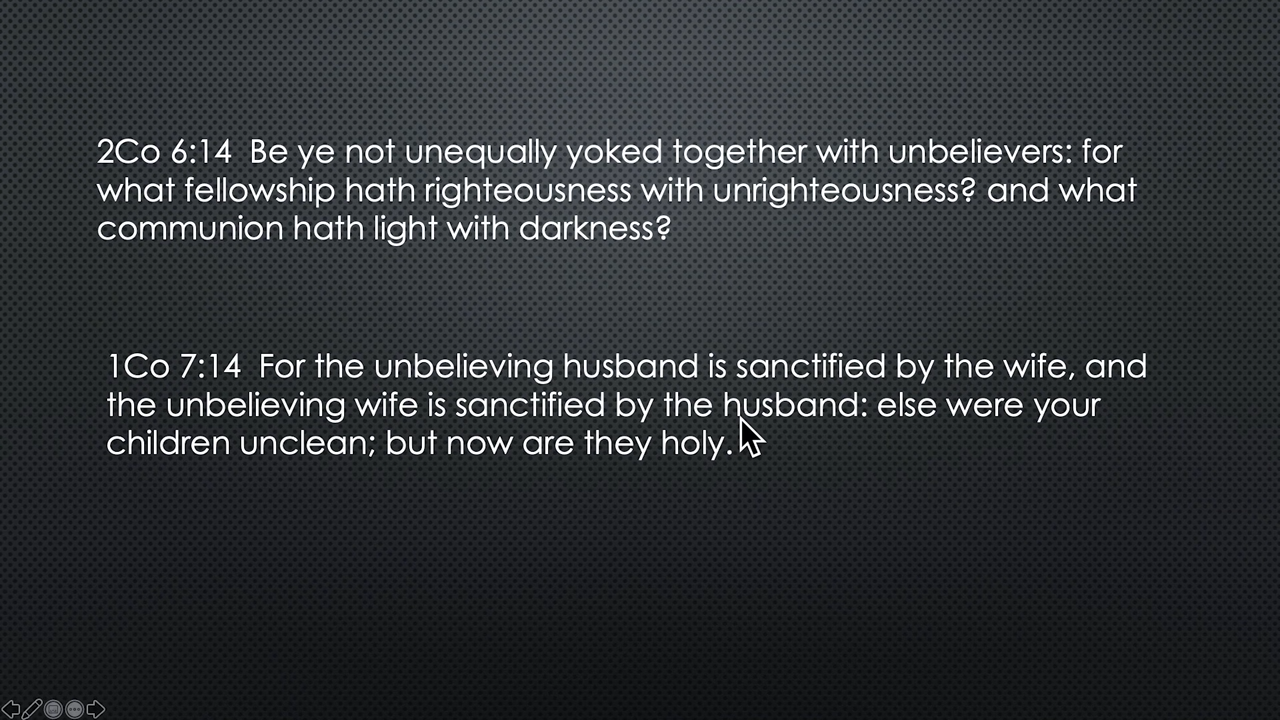 2Co 6:14  Be ye not unequally yoked together with unbelievers: for
what fellowship hath righteousness with unrighteousness? and what
communion hath light with darkness?
1Co 7:14  For the unbelieving husband is sanctified by the wife, and
the unbelieving wife is sanctified by the husband: else were your
children unclean; but now are they holy.